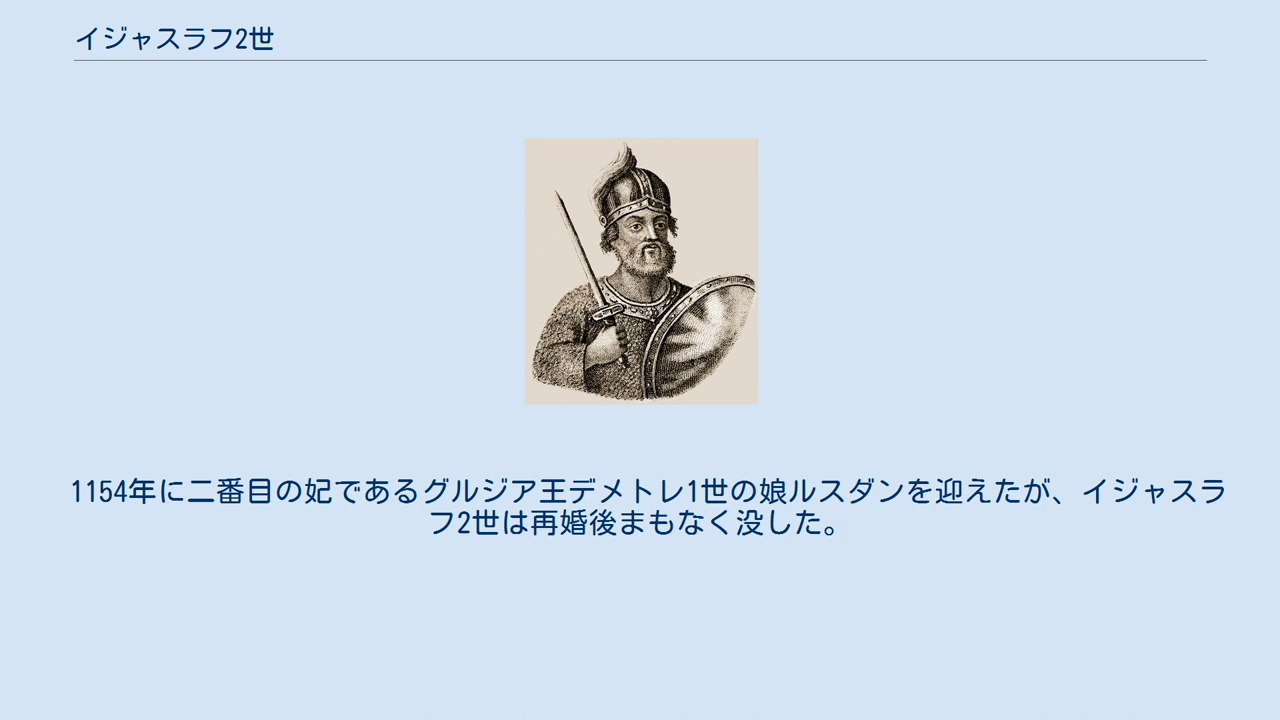 イジャスラフ2世
1154年に二番目の妃であるグルジア王デメトレ1世の娘ルスダンを迎えたが、イジャスラ
フ2世は再婚後まもなく没した。